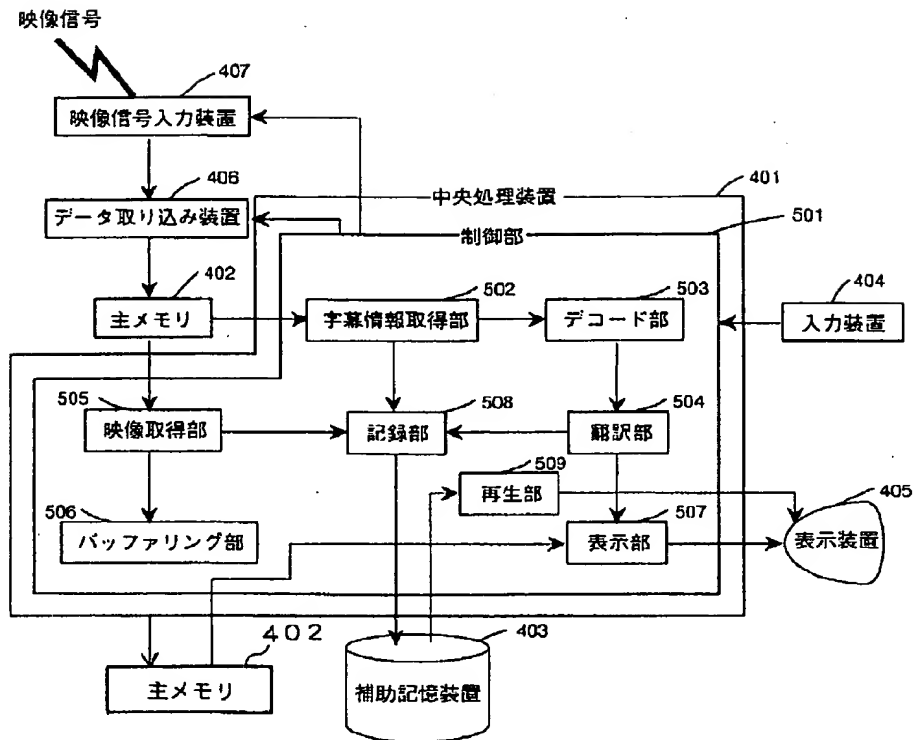 映像信号
407
映像信号入力装置
406
データ取り込み装置
中央処理装置
401
制御部
501
402
主メモリ
502
字幕情報取得部
503
デコード部
404
入力装置
505
映像取得部
508
記録部
504
翻訳部
509
再生部
405
表示装置
506
バッファリング部
507
表示部
402
主メモリ
403
補助記憶装置